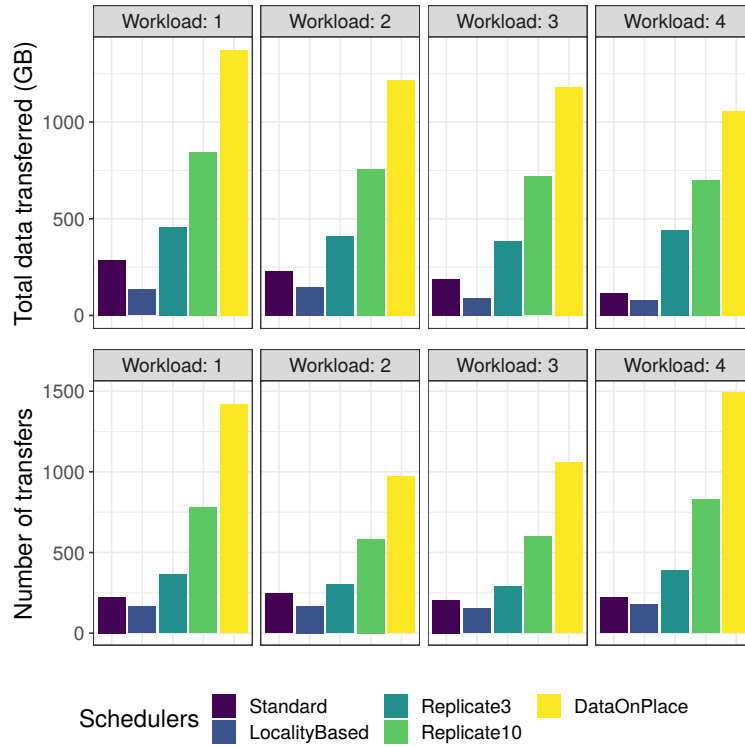 Workload: 1 Workload: 2 Workload: 3 Workload: 4
Total data transferred (GB)
1000
500
0
Workload: 1 Workload: 2 Workload: 3 Workload: 4
Number of transfers
1500
1000
500
0
Schedulers
Standard Replicate3 DataOnPlace
LocalityBased Replicate10